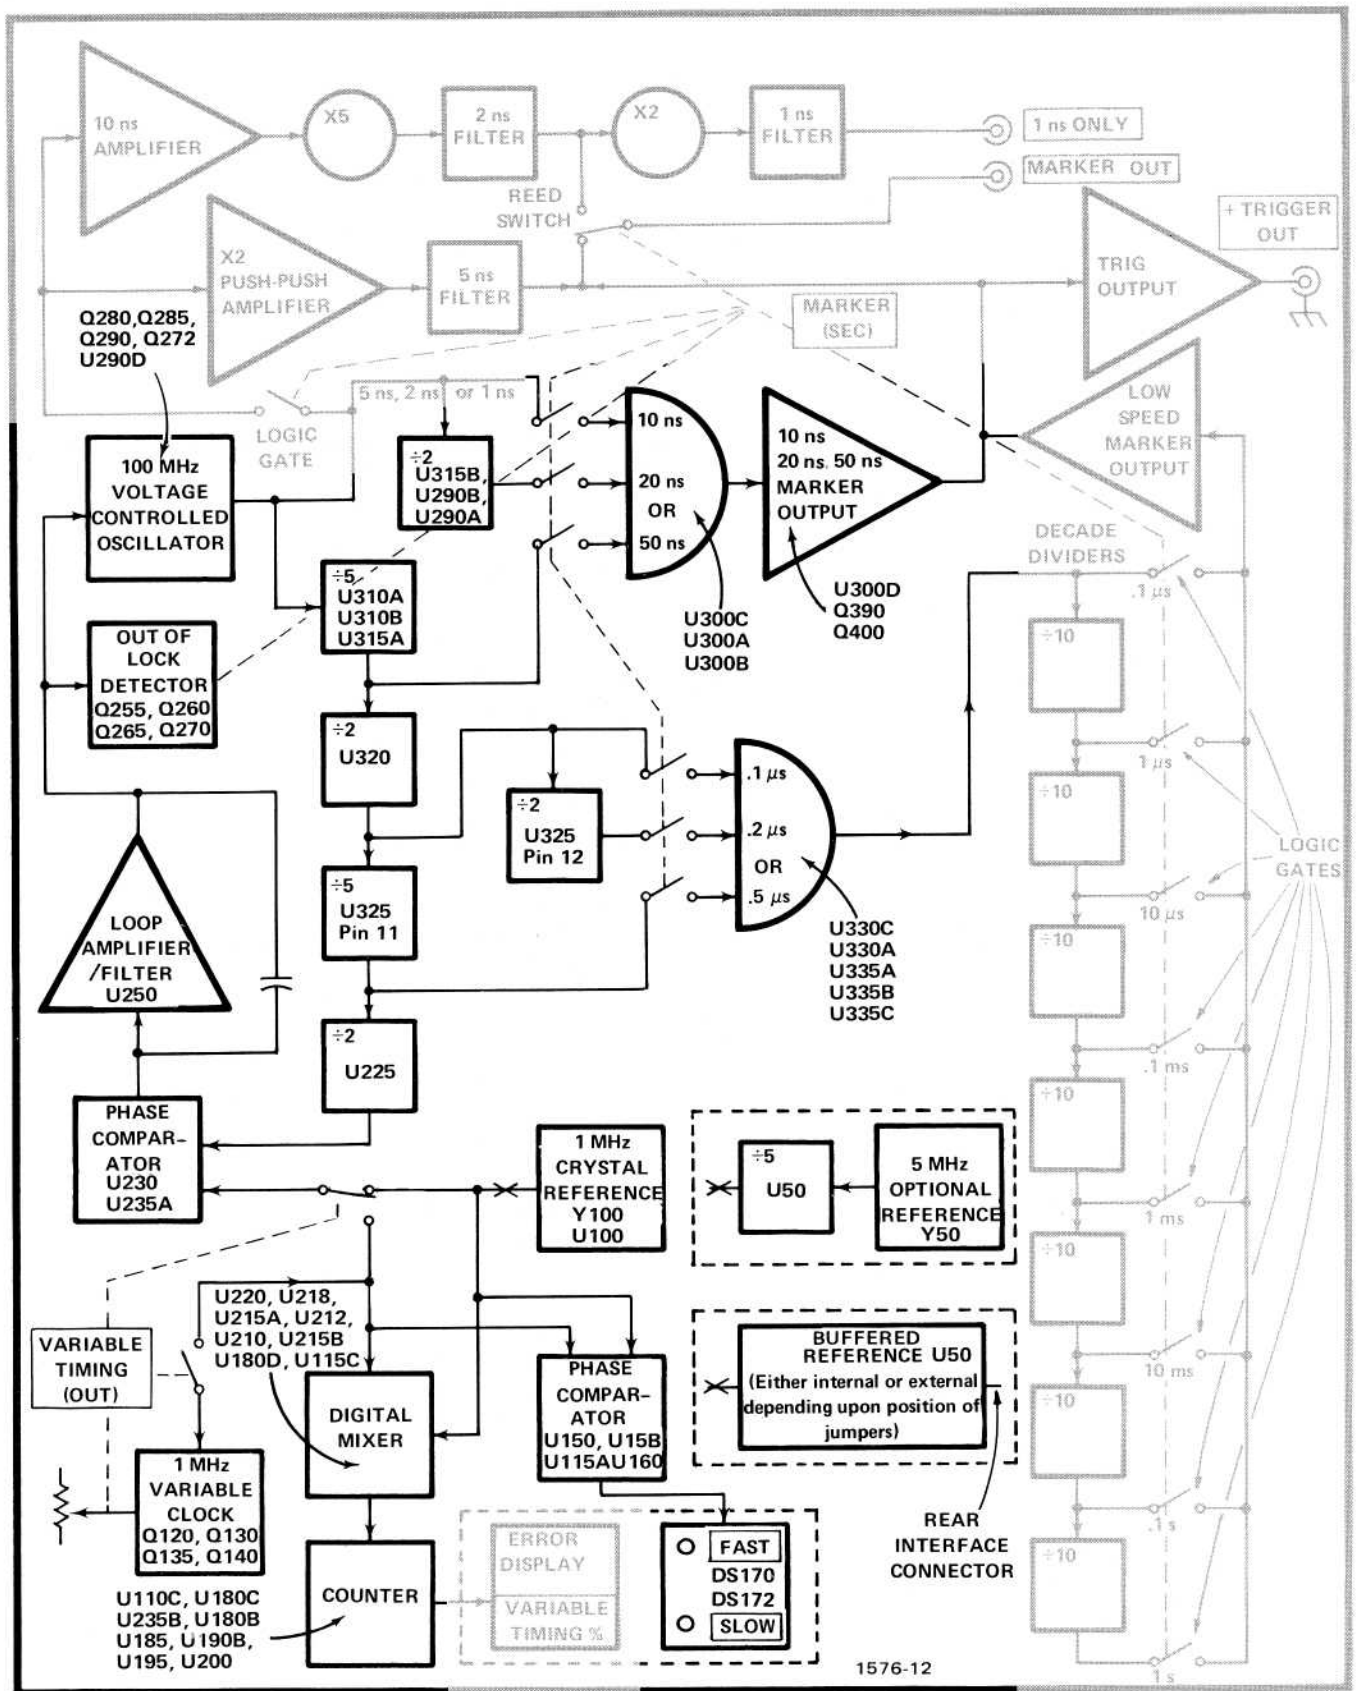 10 ns
AMPLIFIER
X5
2 ns
FILTER
X2
1 ns
FILTER
1 ns ONLY
MARKER OUT
REED
SWITCH
+ TRIGGER
OUT
X2
PUSH-PUSH
AMPLIFIER
5 ns
FILTER
MARKER
(SEC)
TRIG
OUTPUT
Q280, Q285,
Q290, Q272
U290D
LOGIC
GATE
5 ns, 2 ns or 1 ns
LOW
SPEED
MARKER
OUTPUT
100 MHz
VOLTAGE
CONTROLLED
OSCILLATOR
÷2
U315B,
U290B,
U290A
10 ns
20 ns
OR
50 ns
10 ns
20 ns, 50 ns
MARKER
OUTPUT
DECADE
DIVIDERS
÷5
U310A
U310B
U315A
U300C
U300A
U300B
U300D
Q390
Q400
.1 μs
÷10
OUT OF
LOCK
DETECTOR
Q255, Q260
Q265, Q270
÷2
U320
1 μs
÷10
÷2
U325
Pin 12
.1 μs
.2 μs
OR
.5 μs
LOGIC
GATES
÷5
U325
Pin 11
10 μs
÷10
LOOP
AMPLIFIER
/FILTER
U250
U330C
U330A
U335A
U335B
U335C
÷2
U225
.1 ms
÷10
PHASE
COMPAR-
ATOR
U230
U235A
1 MHz
CRYSTAL
REFERENCE
Y100
U100
÷5
U50
5 MHz
OPTIONAL
REFERENCE
Y50
1 ms
÷10
VARIABLE
TIMING
(OUT)
U220, U218,
U215A, U212,
U210, U215B
U180D, U115C
DIGITAL
MIXER
PHASE
COMPAR-
ATOR
U150, U15B
U115AU160
BUFFERED
REFERENCE U50
(Either internal or external
depending upon position of
jumpers)
10 ms
÷10
1 MHz
VARIABLE
CLOCK
Q120, Q130
Q135, Q140
REAR
INTERFACE
CONNECTOR
.1 s
÷10
U110C, U180C
U235B, U180B
U185, U190B,
U195, U200
COUNTER
ERROR
DISPLAY
VARIABLE
TIMING %
FAST
DS170
DS172
SLOW
1 s
1576-12